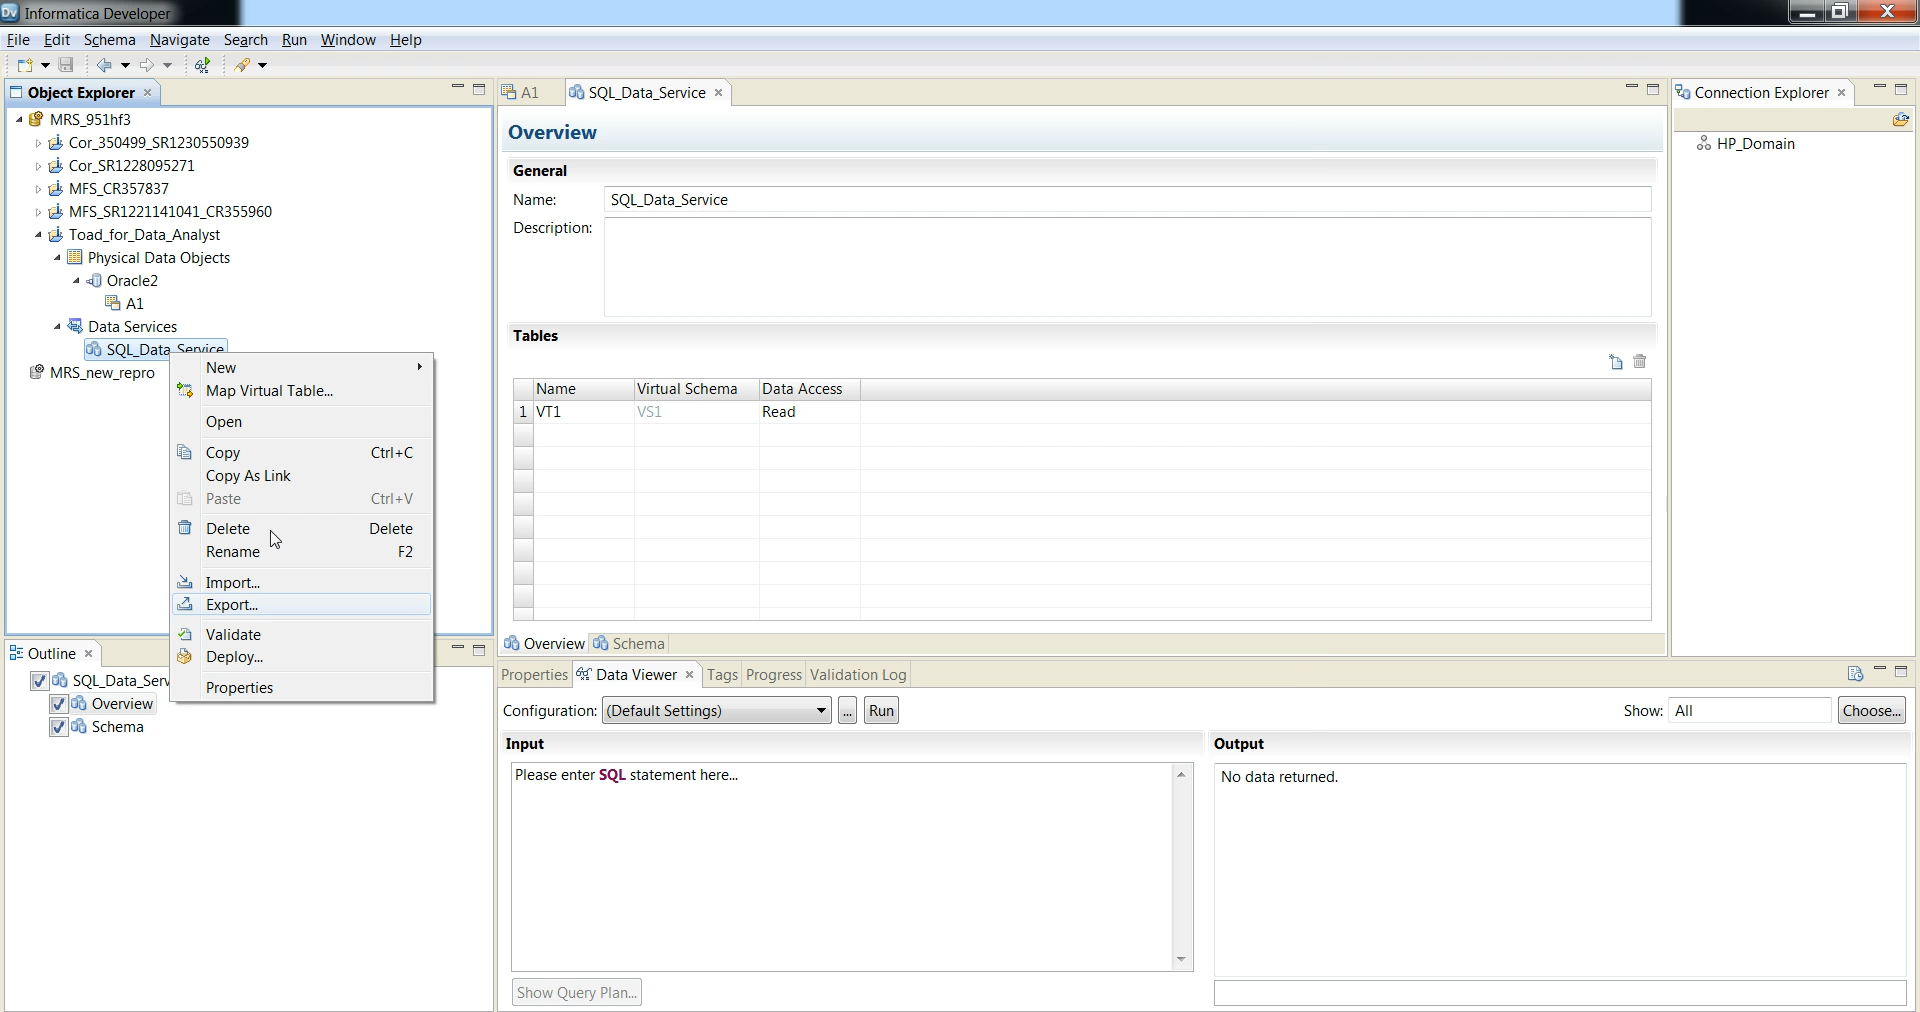 Informatica Developer
File Edit Schema Navigate Search Run Window Help
Object Explorer
MRS_951hf3
Cor_350499_SR1230550939
Cor_SR1228095271
MFS_CR357837
MFS_SR1221141041_CR355960
Toad_for_Data_Analyst
Physical Data Objects
Oracle2
A1
Data Services
SQL_Data_Service
MRS_new_repro
New
Map Virtual Table...
Open
Copy Ctrl+C
Copy As Link
Paste Ctrl+V
Delete Delete
Rename F2
Import...
Export...
Validate
Deploy...
Properties
Outline
SQL_Data_Serv
Overview
Schema
A1 SQL_Data_Service
Overview
General
Name: SQL_Data_Service
Description:
Tables
Name Virtual Schema Data Access
1 VT1 VS1 Read
Overview Schema
Properties Data Viewer Tags Progress Validation Log
Configuration: (Default Settings) ... Run Show: All Choose...
Input
Please enter SQL statement here...
Show Query Plan...
Output
No data returned.
Connection Explorer
HP_Domain